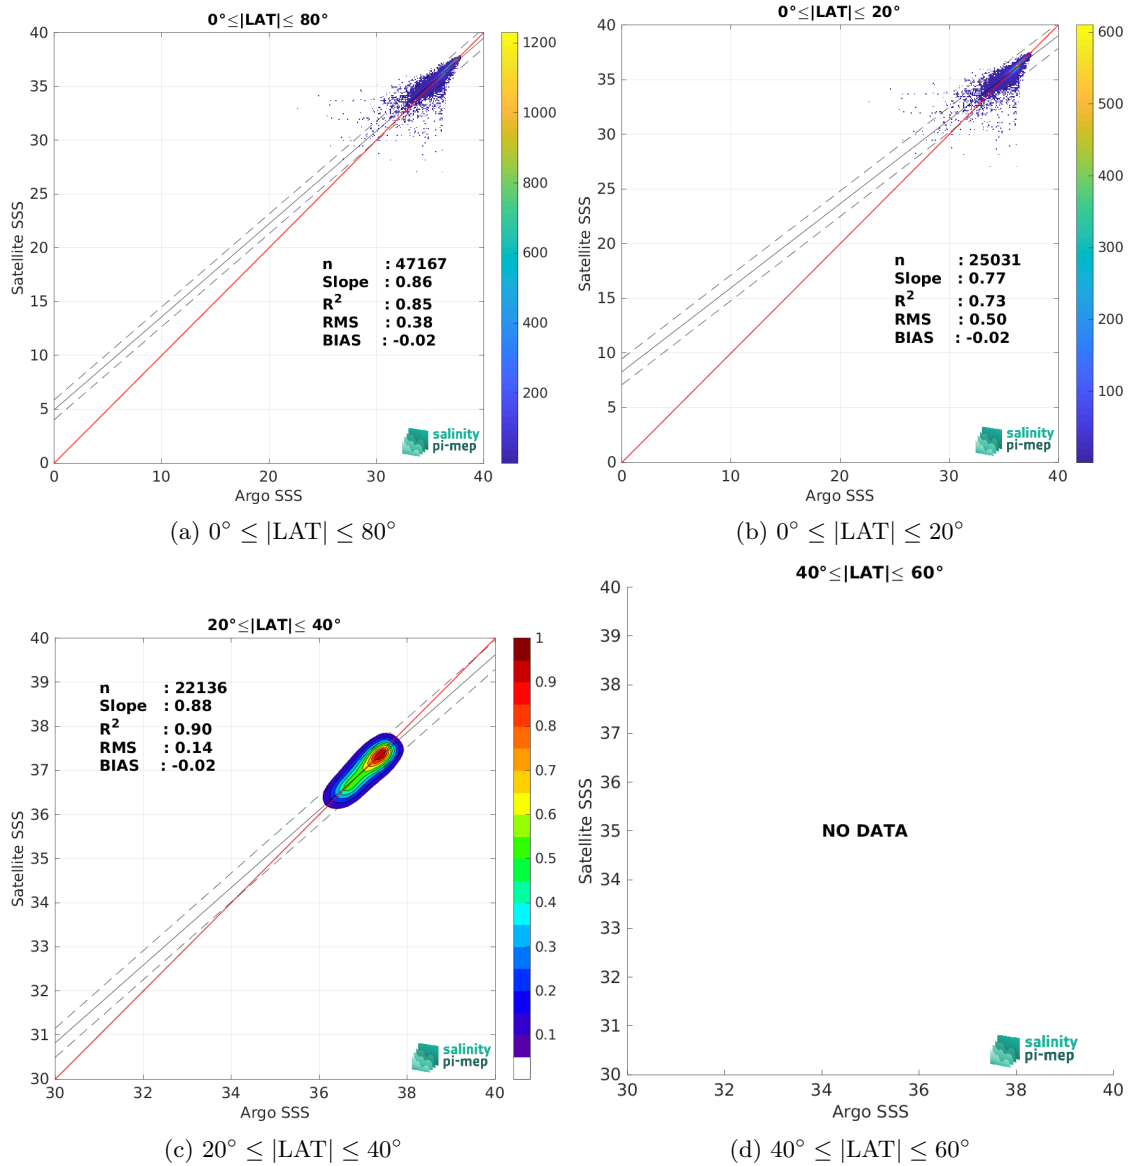 0°≤|LAT|≤ 80°
40
35
30
25
20
15
10
5
0
0
10
20
30
40
Satellite SSS
Argo SSS
n : 47167
Slope : 0.86
R² : 0.85
RMS : 0.38
BIAS : -0.02
salinity
pi-mep
1200
1000
800
600
400
200
(a) 0° ≤ |LAT| ≤ 80°
0°≤|LAT|≤ 20°
40
35
30
25
20
15
10
5
0
0
10
20
30
40
Satellite SSS
Argo SSS
n : 25031
Slope : 0.77
R² : 0.73
RMS : 0.50
BIAS : -0.02
salinity
pi-mep
600
500
400
300
200
100
(b) 0° ≤ |LAT| ≤ 20°
20°≤|LAT|≤ 40°
40
39
38
37
36
35
34
33
32
31
30
30
32
34
36
38
40
Satellite SSS
Argo SSS
n : 22136
Slope : 0.88
R² : 0.90
RMS : 0.14
BIAS : -0.02
salinity
pi-mep
1
0.9
0.8
0.7
0.6
0.5
0.4
0.3
0.2
0.1
(c) 20° ≤ |LAT| ≤ 40°
40°≤|LAT|≤ 60°
40
39
38
37
36
35
34
33
32
31
30
30
32
34
36
38
40
Satellite SSS
Argo SSS
NO DATA
salinity
pi-mep
(d) 40° ≤ |LAT| ≤ 60°